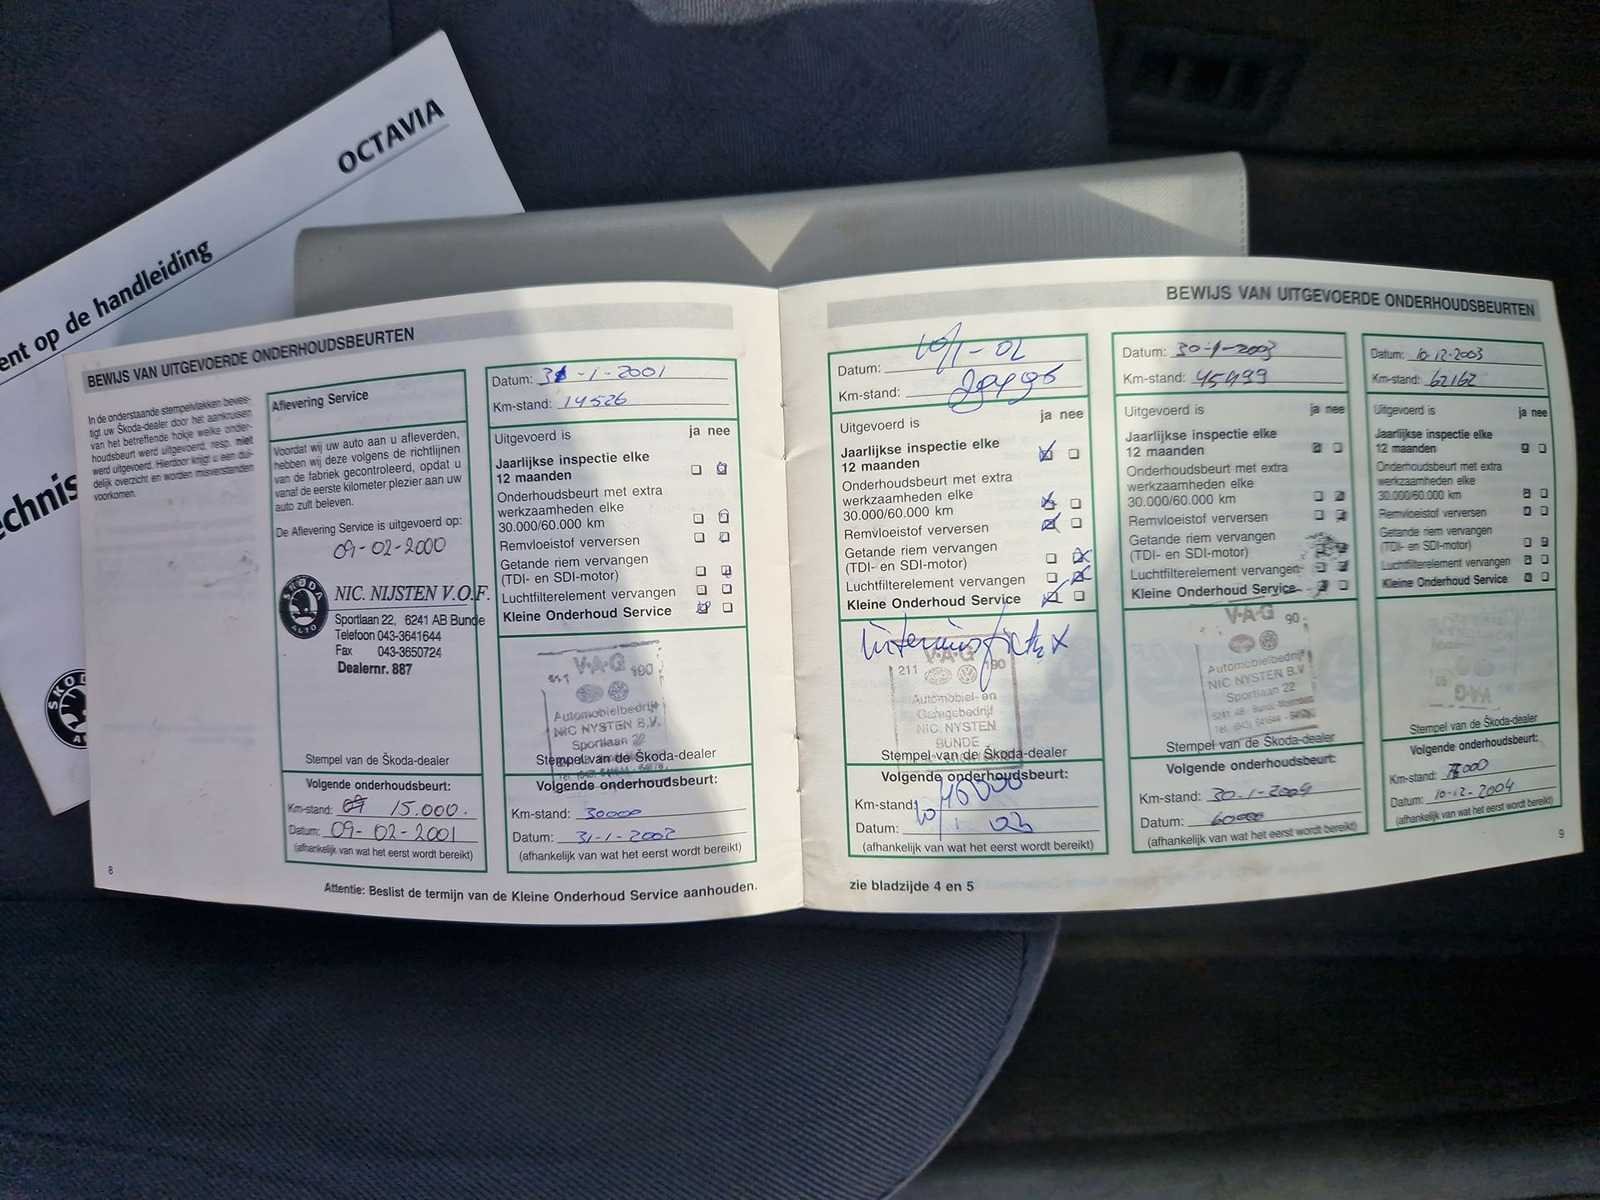 OCTAVIA
ent op de handleiding
echnis
BEWIJS VAN UITGEVOERDE ONDERHOUDSBEURTEN
In de onderstaande stempelvlakken beves-
tigt uw Škoda-dealer door het aankruisen
van het betreffende hokje welke onder-
houdsbeurt werd uitgevoerd, resp. niet
werd uitgevoerd. Hierdoor krijgt u een dui-
delijk overzicht en worden misverstanden
voorkomen.
Aflevering Service
Voordat wij uw auto aan u afleverden,
hebben wij deze volgens de richtlijnen
van de fabriek gecontroleerd, opdat u
vanaf de eerste kilometer plezier aan uw
auto zult beleven.
De Aflevering Service is uitgevoerd op:
09-02-2000
ŠKODA
AUTO
NIC. NIJSTEN V.O.F.
Sportlaan 22, 6241 AB Bunde
Telefoon 043-3641644
Fax 043-3650724
Dealernr. 887
Stempel van de Škoda-dealer
Volgende onderhoudsbeurt:
Km-stand: 15.000.
Datum: 09-02-2001
(afhankelijk van wat het eerst wordt bereikt)
8
Datum: 31-1-2001
Km-stand: 14526
Uitgevoerd is ja nee
Jaarlijkse inspectie elke
12 maanden
Onderhoudsbeurt met extra
werkzaamheden elke
30.000/60.000 km
Remvloeistof verversen
Getande riem vervangen
(TDI- en SDI-motor)
Luchtfilterelement vervangen
Kleine Onderhoud Service
V·A·G
190
Automobielbedrijf
NIC NYSTEN B.V.
Sportlaan 22
Stempel van de Škoda-dealer
Volgende onderhoudsbeurt:
Km-stand: 30000
Datum: 31-1-2002
(afhankelijk van wat het eerst wordt bereikt)
Attentie: Beslist de termijn van de Kleine Onderhoud Service aanhouden.
BEWIJS VAN UITGEVOERDE ONDERHOUDSBEURTEN
Datum: 10/1-02
Km-stand:
Uitgevoerd is ja nee
Jaarlijkse inspectie elke
12 maanden
Onderhoudsbeurt met extra
werkzaamheden elke
30.000/60.000 km
Remvloeistof verversen
Getande riem vervangen
(TDI- en SDI-motor)
Luchtfilterelement vervangen
Kleine Onderhoud Service
V·A·G
211 190
Automobiel- en
Garagebedrijf
NIC. NYSTEN
BUNDE
Stempel van de Škoda-dealer
Volgende onderhoudsbeurt:
Km-stand: 45000
Datum: 10/1 03
(afhankelijk van wat het eerst wordt bereikt)
zie bladzijde 4 en 5
Datum: 30-1-2003
Km-stand: 45499
Uitgevoerd is ja nee
Jaarlijkse inspectie elke
12 maanden
Onderhoudsbeurt met extra
werkzaamheden elke
30.000/60.000 km
Remvloeistof verversen
Getande riem vervangen
(TDI- en SDI-motor)
Luchtfilterelement vervangen
Kleine Onderhoud Service
V·A·G
90
Automobielbedrijf
NIC NYSTEN B.V
Sportlaan 22
Stempel van de Škoda-dealer
Volgende onderhoudsbeurt:
Km-stand: 30-1-2004
Datum: 60000
(afhankelijk van wat het eerst wordt bereikt)
Datum: 10-12-2003
Km-stand: 62162
Uitgevoerd is ja nee
Jaarlijkse inspectie elke
12 maanden
Onderhoudsbeurt met extra
werkzaamheden elke
30.000/60.000 km
Remvloeistof verversen
Getande riem vervangen
(TDI- en SDI-motor)
Luchtfilterelement vervangen
Kleine Onderhoud Service
Stempel van de Škoda-dealer
Volgende onderhoudsbeurt:
Km-stand:
Datum: 10-12-2004
(afhankelijk van wat het eerst wordt bereikt)
9